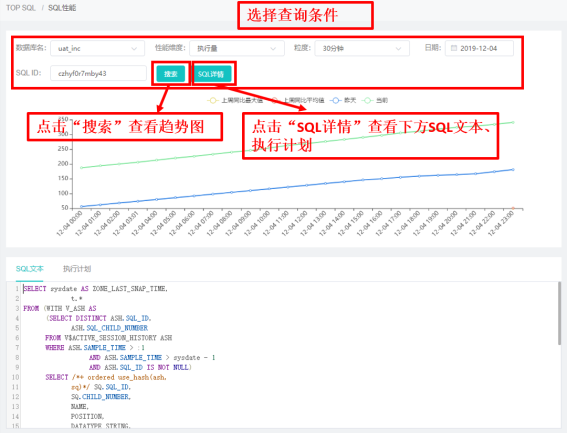 TOP SQL / SQL性能
选择查询条件
数据库名: uat_inc 性能维度: 执行量 粒度: 30分钟 日期: 2019-12-04
SQL ID: czhyf0r7mby43 搜索 SQL详情
上周同比最大值 上周同比平均值 昨天 当前
点击“搜索”查看趋势图
点击“SQL详情”查看下方SQL文本、
执行计划
350
250
200
150
100
50
12-04 00:00 12-04 01:00 12-04 02:00 12-04 03:01 12-04 04:00 12-04 05:00 12-04 06:00 12-04 07:00 12-04 08:00 12-04 09:00 12-04 10:00 12-04 11:00 12-04 12:00 12-04 13:00 12-04 14:00 12-04 15:00 12-04 16:00 12-04 17:00 12-04 18:00 12-04 19:00 12-04 20:00 12-04 21:00 12-04 22:00 12-04 23:00
SQL文本 执行计划
1 SELECT sysdate AS ZONE_LAST_SNAP_TIME,
2 t.*
3 FROM (WITH V_ASH AS
4 (SELECT DISTINCT ASH.SQL_ID,
5 ASH.SQL_CHILD_NUMBER
6 FROM V$ACTIVE_SESSION_HISTORY ASH
7 WHERE ASH.SAMPLE_TIME > :1
8 AND ASH.SAMPLE_TIME > sysdate - 1
9 AND ASH.SQL_ID IS NOT NULL)
10 SELECT /*+ ordered use_hash(ash,
11 sq)*/ SQ.SQL_ID,
12 SQ.CHILD_NUMBER,
13 NAME,
14 POSITION,
15 DATATYPE_STRING,